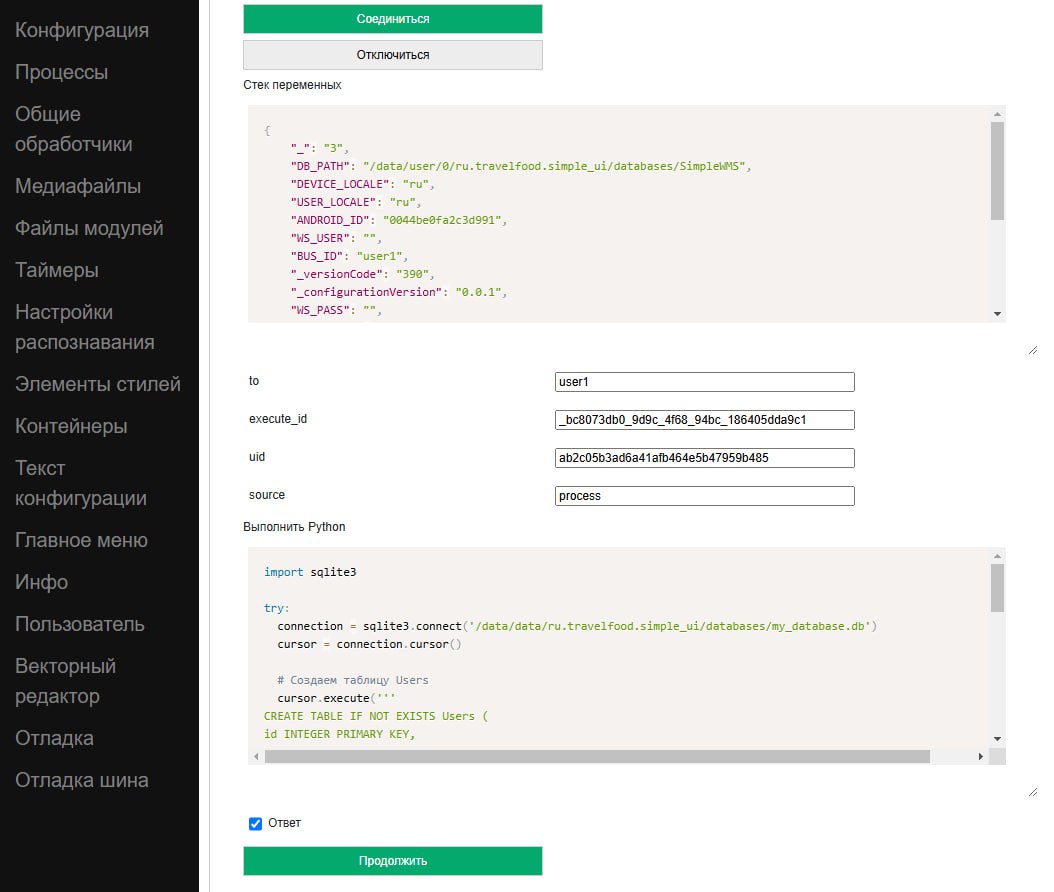 Конфигурация
Процессы
Общие
обработчики
Медиафайлы
Файлы модулей
Таймеры
Настройки
распознавания
Элементы стилей
Контейнеры
Текст
конфигурации
Главное меню
Инфо
Пользователь
Векторный
редактор
Отладка
Отладка шина
Соединиться
Отключиться
Стек переменных
{
"_": "3",
"DB_PATH": "/data/user/0/ru.travelfood.simple_ui/databases/SimpleWMS",
"DEVICE_LOCALE": "ru",
"USER_LOCALE": "ru",
"ANDROID_ID": "0044be0fa2c3d991",
"WS_USER": "",
"BUS_ID": "user1",
"_versionCode": "390",
"_configurationVersion": "0.0.1",
"WS_PASS": "",
to user1
execute_id _bc8073db0_9d9c_4f68_94bc_186405dda9c1
uid ab2c05b3ad6a41afb464e5b47959b485
source process
Выполнить Python
import sqlite3
try:
connection = sqlite3.connect('/data/data/ru.travelfood.simple_ui/databases/my_database.db')
cursor = connection.cursor()
# Создаем таблицу Users
cursor.execute('''
CREATE TABLE IF NOT EXISTS Users (
id INTEGER PRIMARY KEY,
Ответ
Продолжить